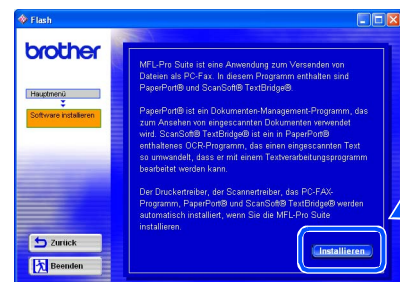 Flash
brother
Hauptmenü
Software installieren
MFL-Pro Suite ist eine Anwendung zum Versenden von
Dateien als PC-Fax. In diesem Programm enthalten sind
PaperPort® und ScanSoft® TextBridge®.
PaperPort® ist ein Dokumenten-Management-Programm, das
zum Ansehen von eingescannten Dokumenten verwendet
wird. ScanSoft® TextBridge® ist ein in PaperPort®
enthaltenes OCR-Programm, das einen eingescannten Text
so umwandelt, dass er mit einem Textverarbeitungsprogramm
bearbeitet werden kann.
Der Druckertreiber, der Scannertreiber, das PC-FAX-
Programm, PaperPort® und ScanSoft® TextBridge® werden
automatisch installiert, wenn Sie die MFL-Pro Suite
installieren.
Zurück
Beenden
Installieren